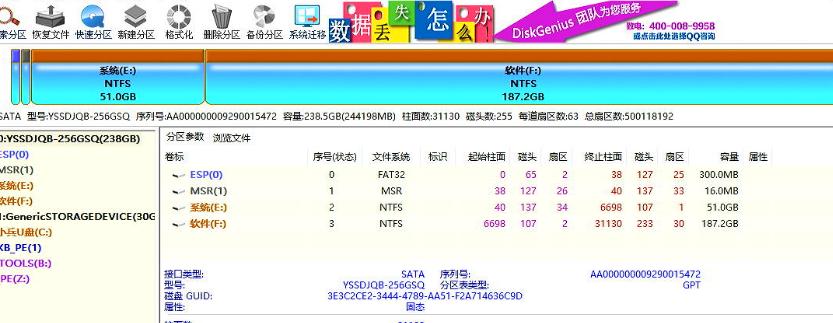 索分区 恢复文件 快速分区 新建分区 格式化 删除分区 备份分区 系统迁移 数据丢失怎么办 DiskGenius 团队为您服务
致电: 400-008-9958
或点击此处选择QQ咨询
系统(E:)
NTFS
51.0GB
软件(F:)
NTFS
187.2GB
SATA 型号:YSSDJQB-256GSQ 序列号:AA000000009290015472 容量:238.5GB(244198MB) 柱面数:31130 磁头数:255 每道扇区数:63 总扇区数:500118192
0:YSSDJQB-256GSQ(238GB)
ESP(0)
MSR(1)
系统(E:)
软件(F:)
1:GenericSTORAGEDEVICE(30G
小兵U盘(C:)
XB_PE(1)
TOOLS(B:)
PE(Z:)
分区参数 浏览文件
卷标 序号(状态) 文件系统 标识 起始柱面 磁头 扇区 终止柱面 磁头 扇区 容量 属性
ESP(0) 0 FAT32 0 65 2 38 127 25 300.0MB
MSR(1) 1 MSR 38 127 26 40 137 33 16.0MB
系统(E:) 2 NTFS 40 137 34 6698 107 1 51.0GB
软件(F:) 3 NTFS 6698 107 2 31130 233 30 187.2GB
接口类型: SATA 序列号: AA000000009290015472
型号: YSSDJQB-256GSQ 分区表类型: GPT
磁盘 GUID: 3E3C2CE2-3444-4789-AA51-F2A714636C9D
属性: 固态